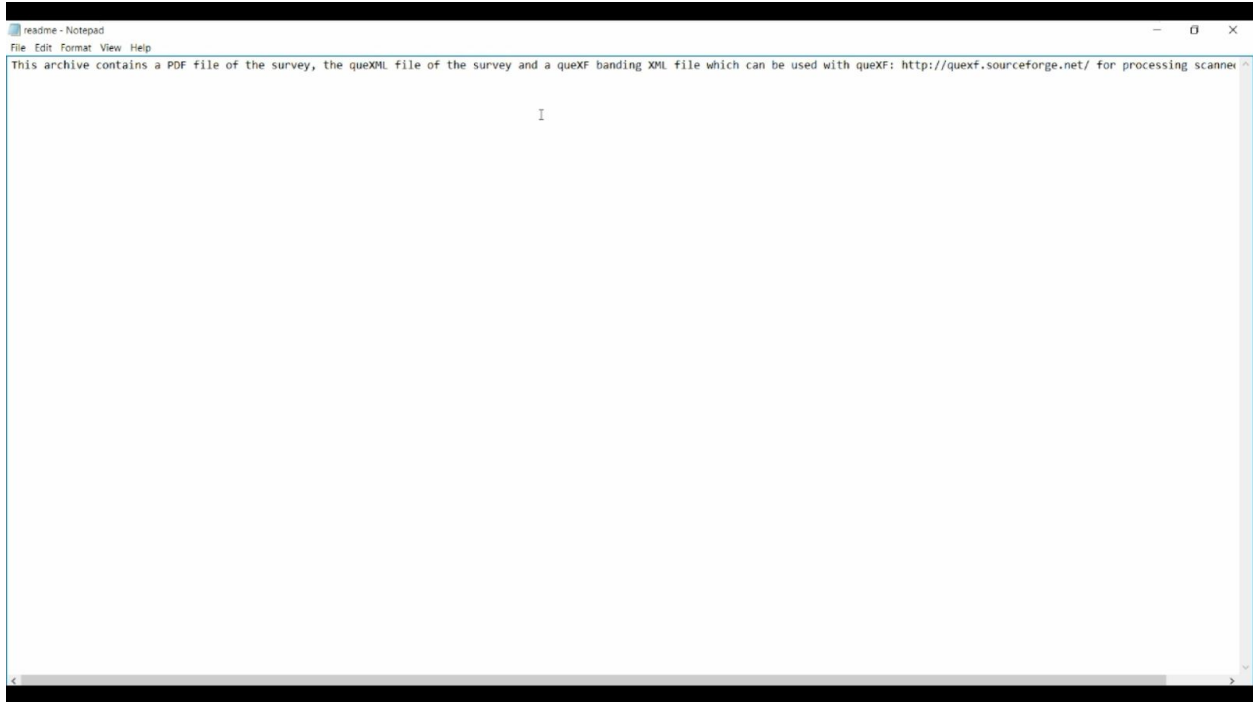 readme - Notepad
File Edit Format View Help
This archive contains a PDF file of the survey, the queXML file of the survey and a queXF banding XML file which can be used with queXF: http://quexf.sourceforge.net/ for processing